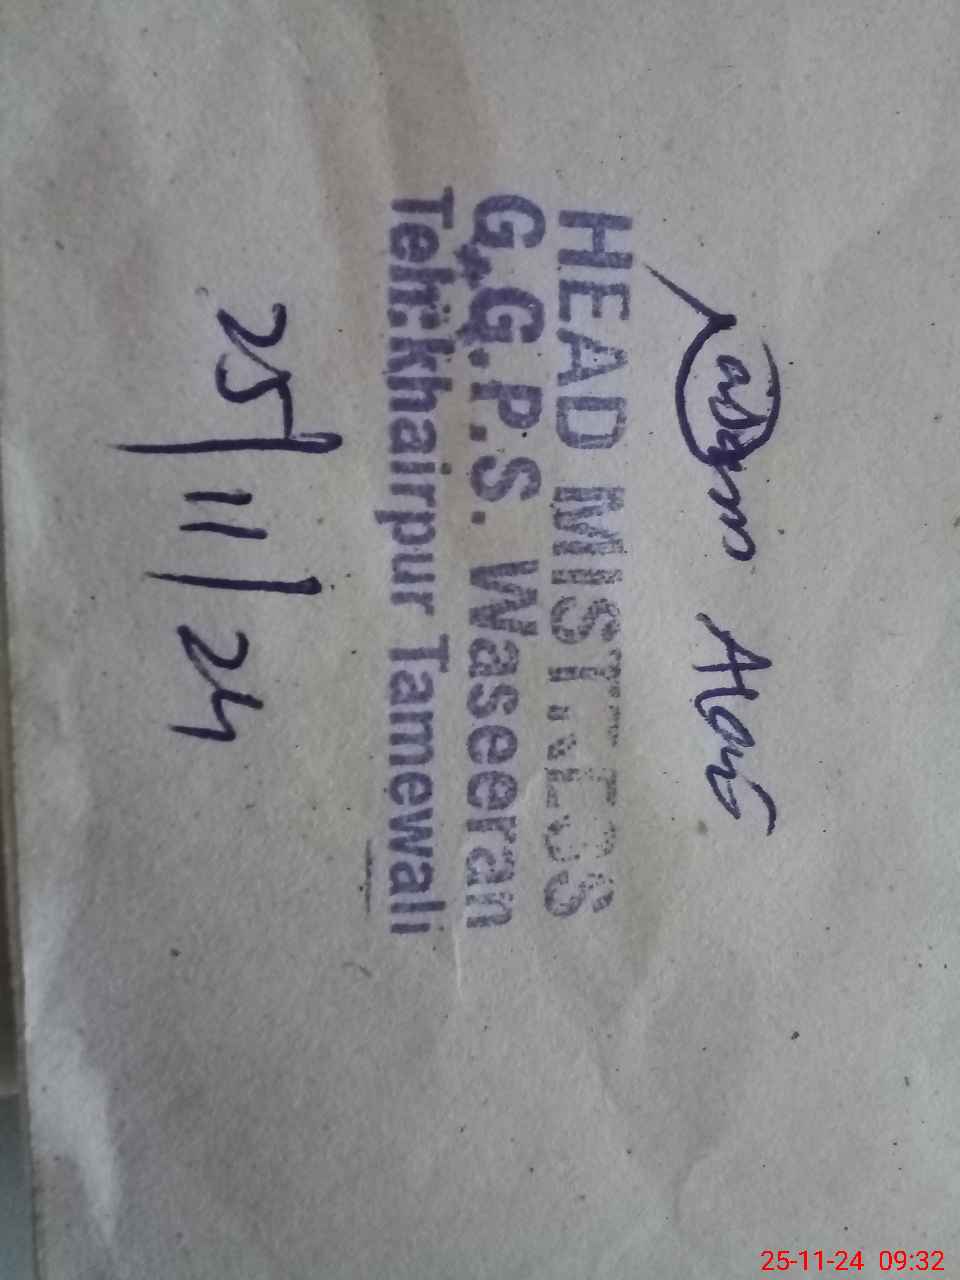 HEAD MISTRESS
G.G.P.S. Waseeran
Teh: khairpur Tamewali
25/11/24
25-11-24 09:32